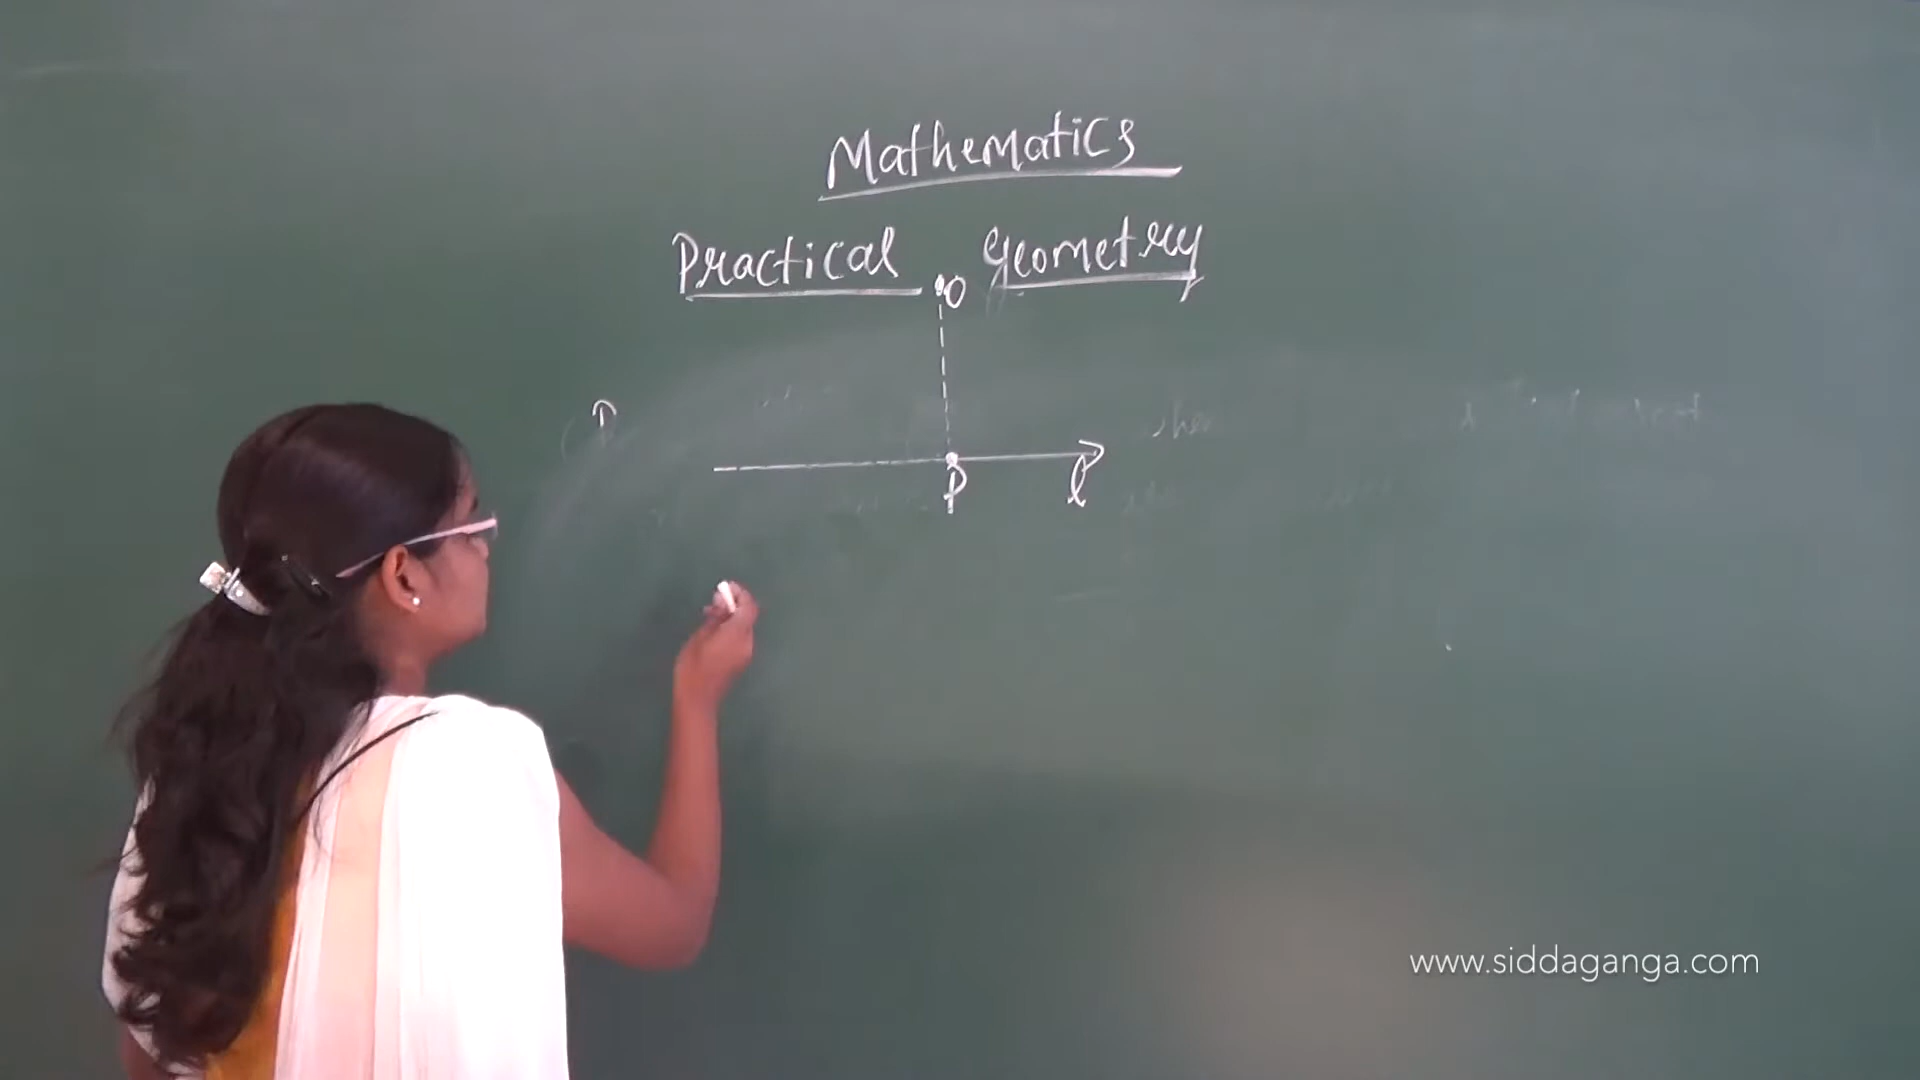 Mathematics
Practical Geometry
O
P
l
www.siddaganga.com